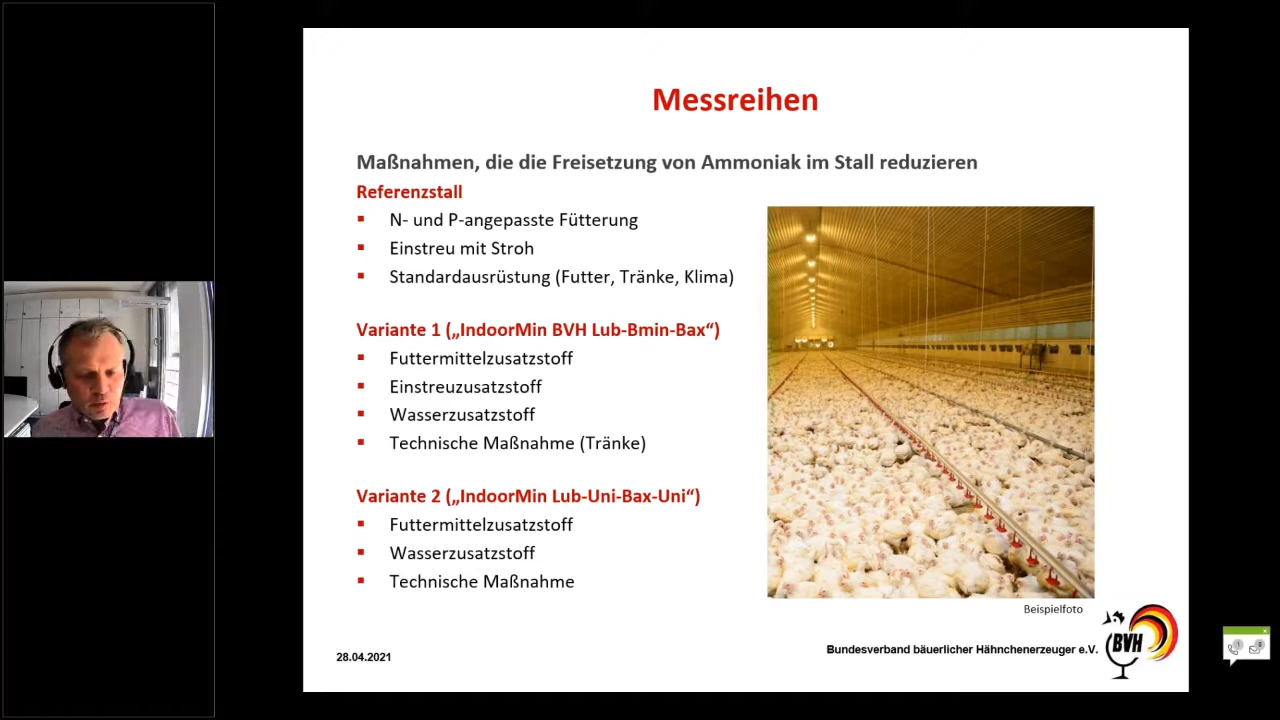 Messreihen
Maßnahmen, die die Freisetzung von Ammoniak im Stall reduzieren
Referenzstall
▪ N- und P-angepasste Fütterung
▪ Einstreu mit Stroh
▪ Standardausrüstung (Futter, Tränke, Klima)
Variante 1 („IndoorMin BVH Lub-Bmin-Bax“)
▪ Futtermittelzusatzstoff
▪ Einstreuzusatzstoff
▪ Wasserzusatzstoff
▪ Technische Maßnahme (Tränke)
Variante 2 („IndoorMin Lub-Uni-Bax-Uni“)
▪ Futtermittelzusatzstoff
▪ Wasserzusatzstoff
▪ Technische Maßnahme
Beispielfoto
28.04.2021
Bundesverband bäuerlicher Hähnchenerzeuger e.V.
BVH